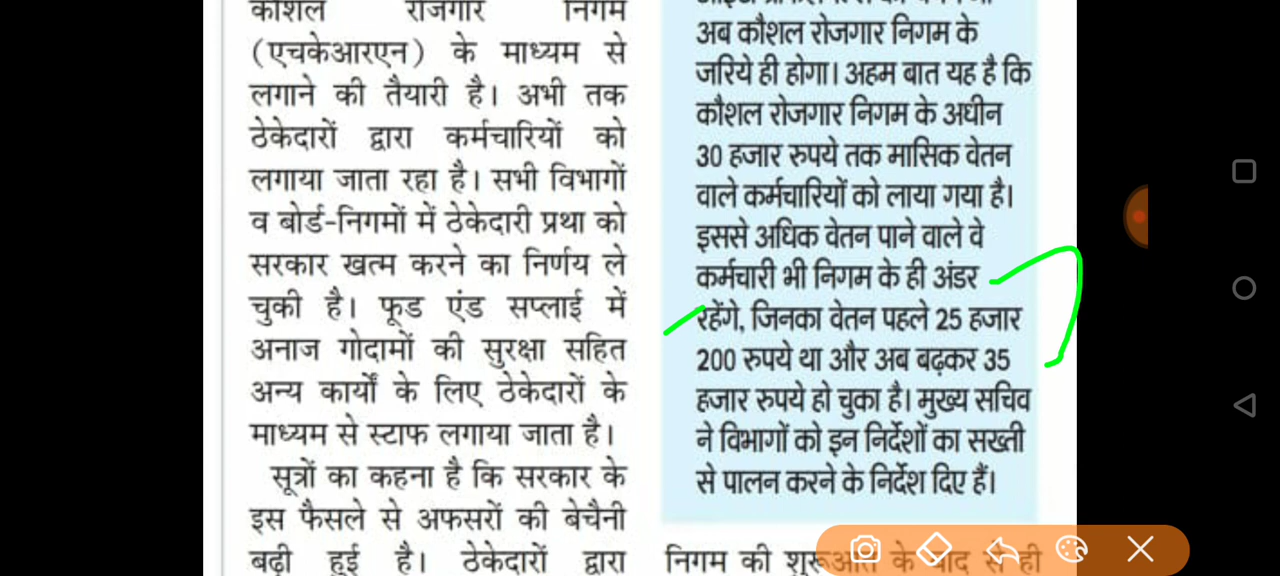 कौशल रोजगार निगम
(एचकेआरएन) के माध्यम से
लगाने की तैयारी है। अभी तक
ठेकेदारों द्वारा कर्मचारियों को
लगाया जाता रहा है। सभी विभागों
व बोर्ड-निगमों में ठेकेदारी प्रथा को
सरकार खत्म करने का निर्णय ले
चुकी है। फूड एंड सप्लाई में
अनाज गोदामों की सुरक्षा सहित
अन्य कार्यों के लिए ठेकेदारों के
माध्यम से स्टाफ लगाया जाता है।
सूत्रों का कहना है कि सरकार के
इस फैसले से अफसरों की बेचैनी
बढ़ी हुई है। ठेकेदारों द्वारा
अब कौशल रोजगार निगम के
जरिये ही होगा। अहम बात यह है कि
कौशल रोजगार निगम के अधीन
30 हजार रुपये तक मासिक वेतन
वाले कर्मचारियों को लाया गया है।
इससे अधिक वेतन पाने वाले वे
कर्मचारी भी निगम के ही अंडर
रहेंगे, जिनका वेतन पहले 25 हजार
200 रुपये था और अब बढ़कर 35
हजार रुपये हो चुका है। मुख्य सचिव
ने विभागों को इन निर्देशों का सख्ती
से पालन करने के निर्देश दिए हैं।
निगम की शुरूआत के बाद से ही